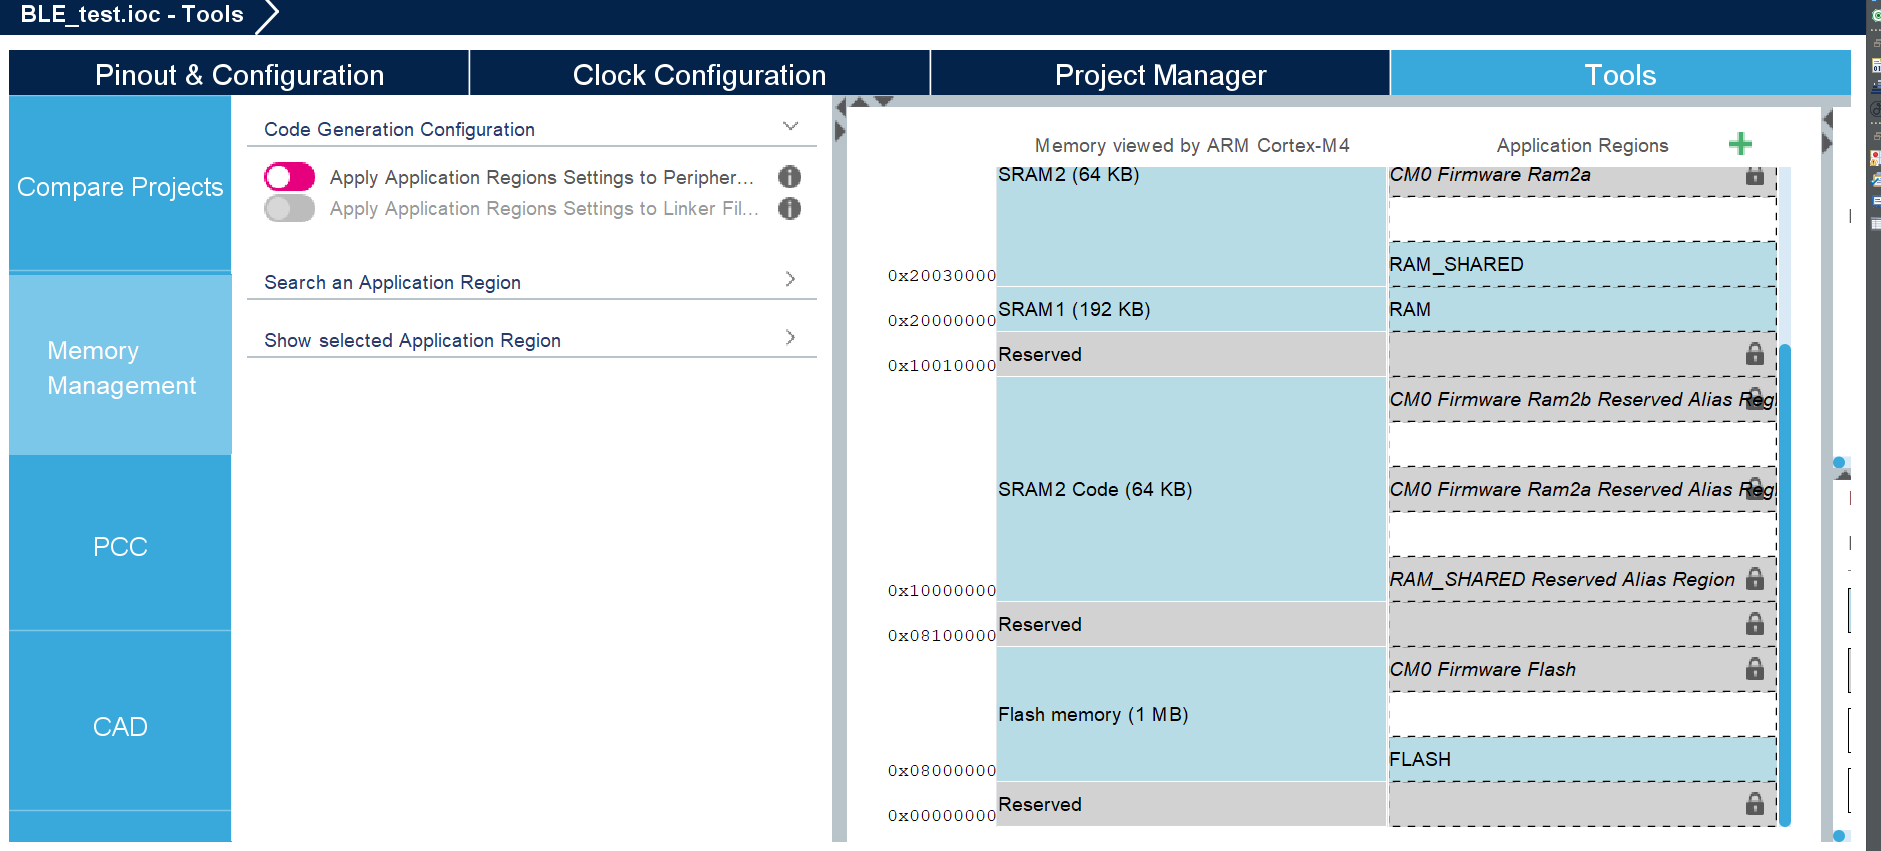 BLE_test.ioc - Tools
Pinout & Configuration
Clock Configuration
Project Manager
Tools
Compare Projects
Memory
Management
PCC
CAD
Code Generation Configuration
Apply Application Regions Settings to Peripher...
Apply Application Regions Settings to Linker Fil...
Search an Application Region
Show selected Application Region
Memory viewed by ARM Cortex-M4
Application Regions
SRAM2 (64 KB)
CM0 Firmware Ram2a
RAM_SHARED
0x20030000
SRAM1 (192 KB)
RAM
0x20000000
Reserved
0x10010000
CM0 Firmware Ram2b Reserved Alias Regi
SRAM2 Code (64 KB)
CM0 Firmware Ram2a Reserved Alias Regi
RAM_SHARED Reserved Alias Region
0x10000000
Reserved
0x08100000
CM0 Firmware Flash
Flash memory (1 MB)
FLASH
0x08000000
Reserved
0x00000000